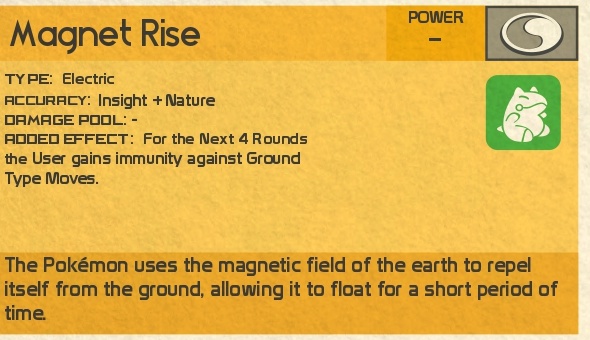 Magnet Rise
POWER
–
TYPE: Electric
ACCURACY: Insight + Nature
DAMAGE POOL: -
ADDED EFFECT: For the Next 4 Rounds
the User gains immunity against Ground
Type Moves.
The Pokémon uses the magnetic field of the earth to repel
itself from the ground, allowing it to float for a short period of
time.